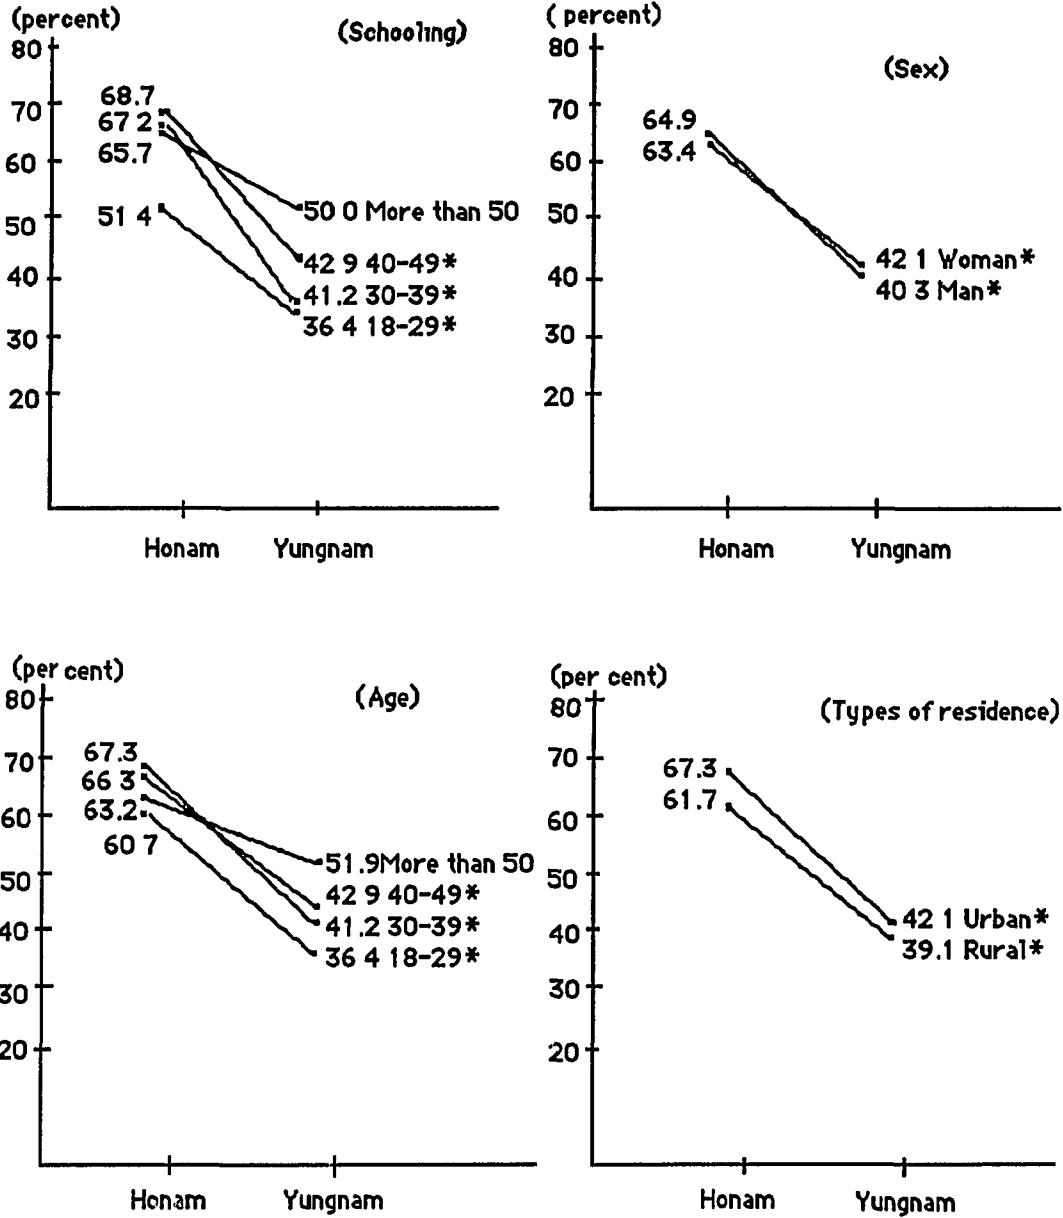 (percent)
(Schooling)
80
70
60
50
40
30
20
68.7
67 2
65.7
51 4
50 0 More than 50
42 9 40-49*
41.2 30-39*
36 4 18-29*
Honam Yungnam
( percent)
(Sex)
80
70
60
50
40
30
20
64.9
63.4
42 1 Woman*
40 3 Man*
Honam Yungnam
(per cent)
(Age)
80
70
60
50
40
30
20
67.3
66 3
63.2
60 7
51.9More than 50
42 9 40-49*
41.2 30-39*
36 4 18-29*
Honam Yungnam
(per cent)
(Types of residence)
80
70
60
50
40
30
20
67.3
61.7
42 1 Urban*
39.1 Rural*
Honam Yungnam